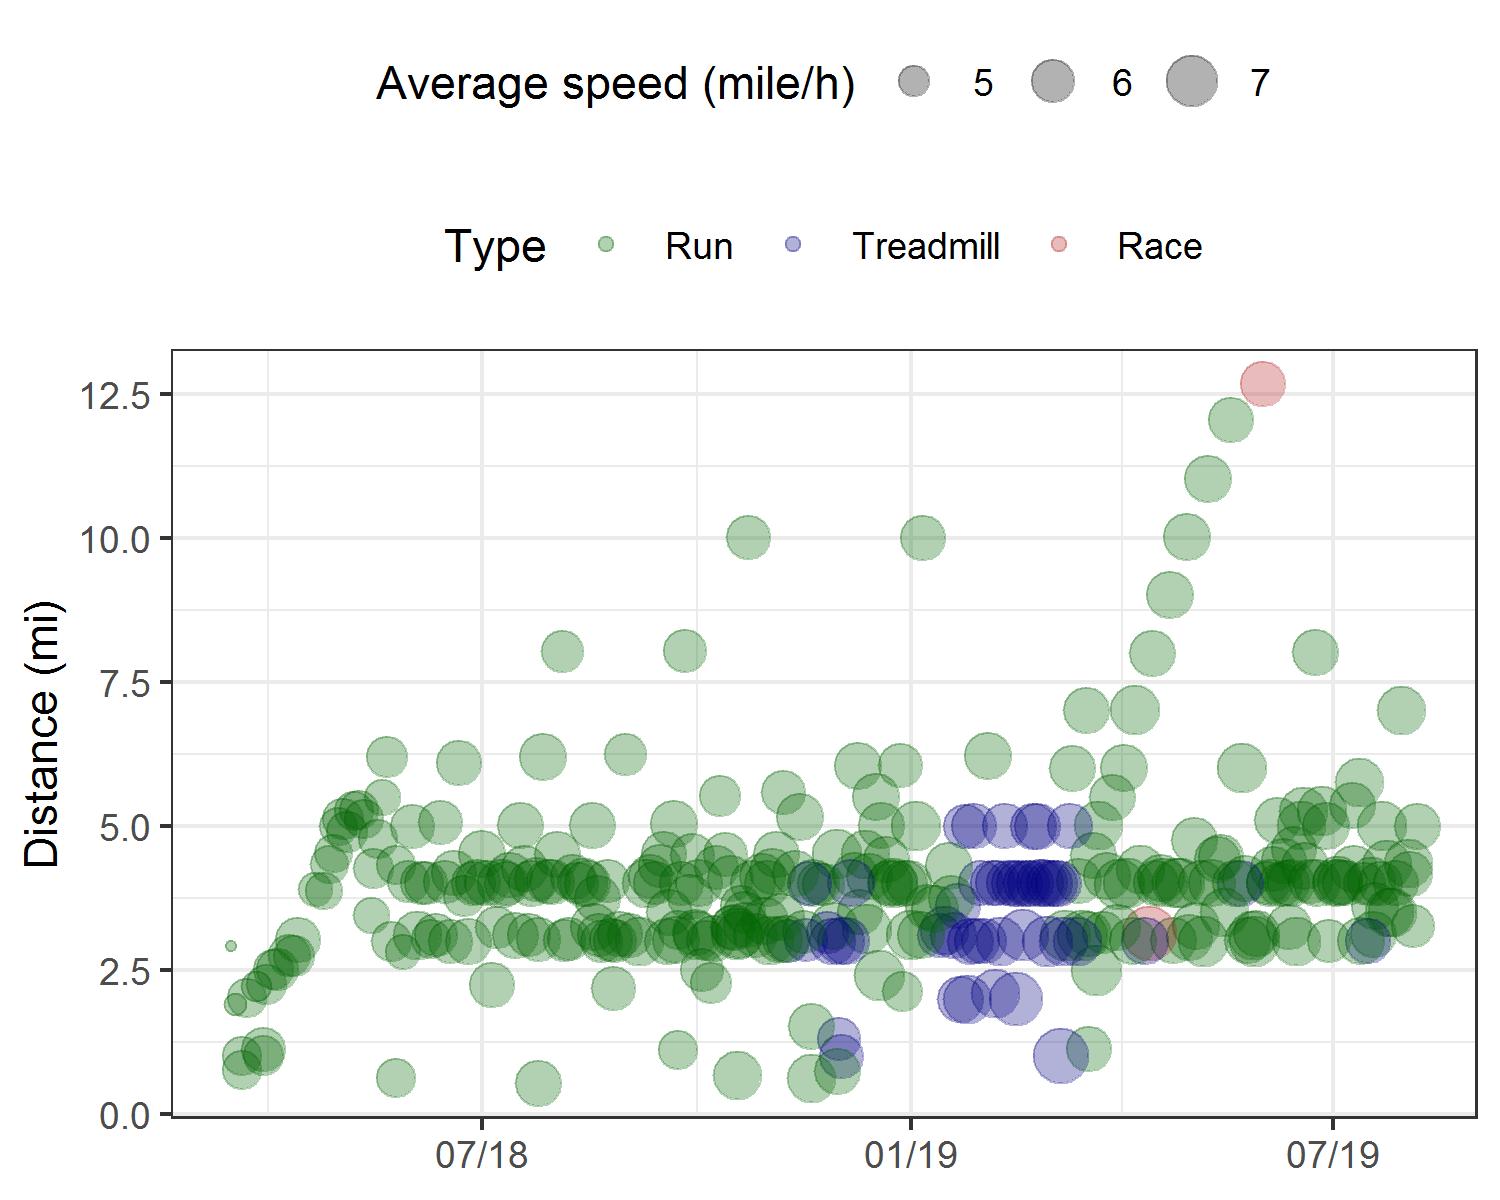 Average speed (mile/h) 5 6 7
Type Run Treadmill Race
Distance (mi)
12.5
10.0
7.5
5.0
2.5
0.0
07/18 01/19 07/19